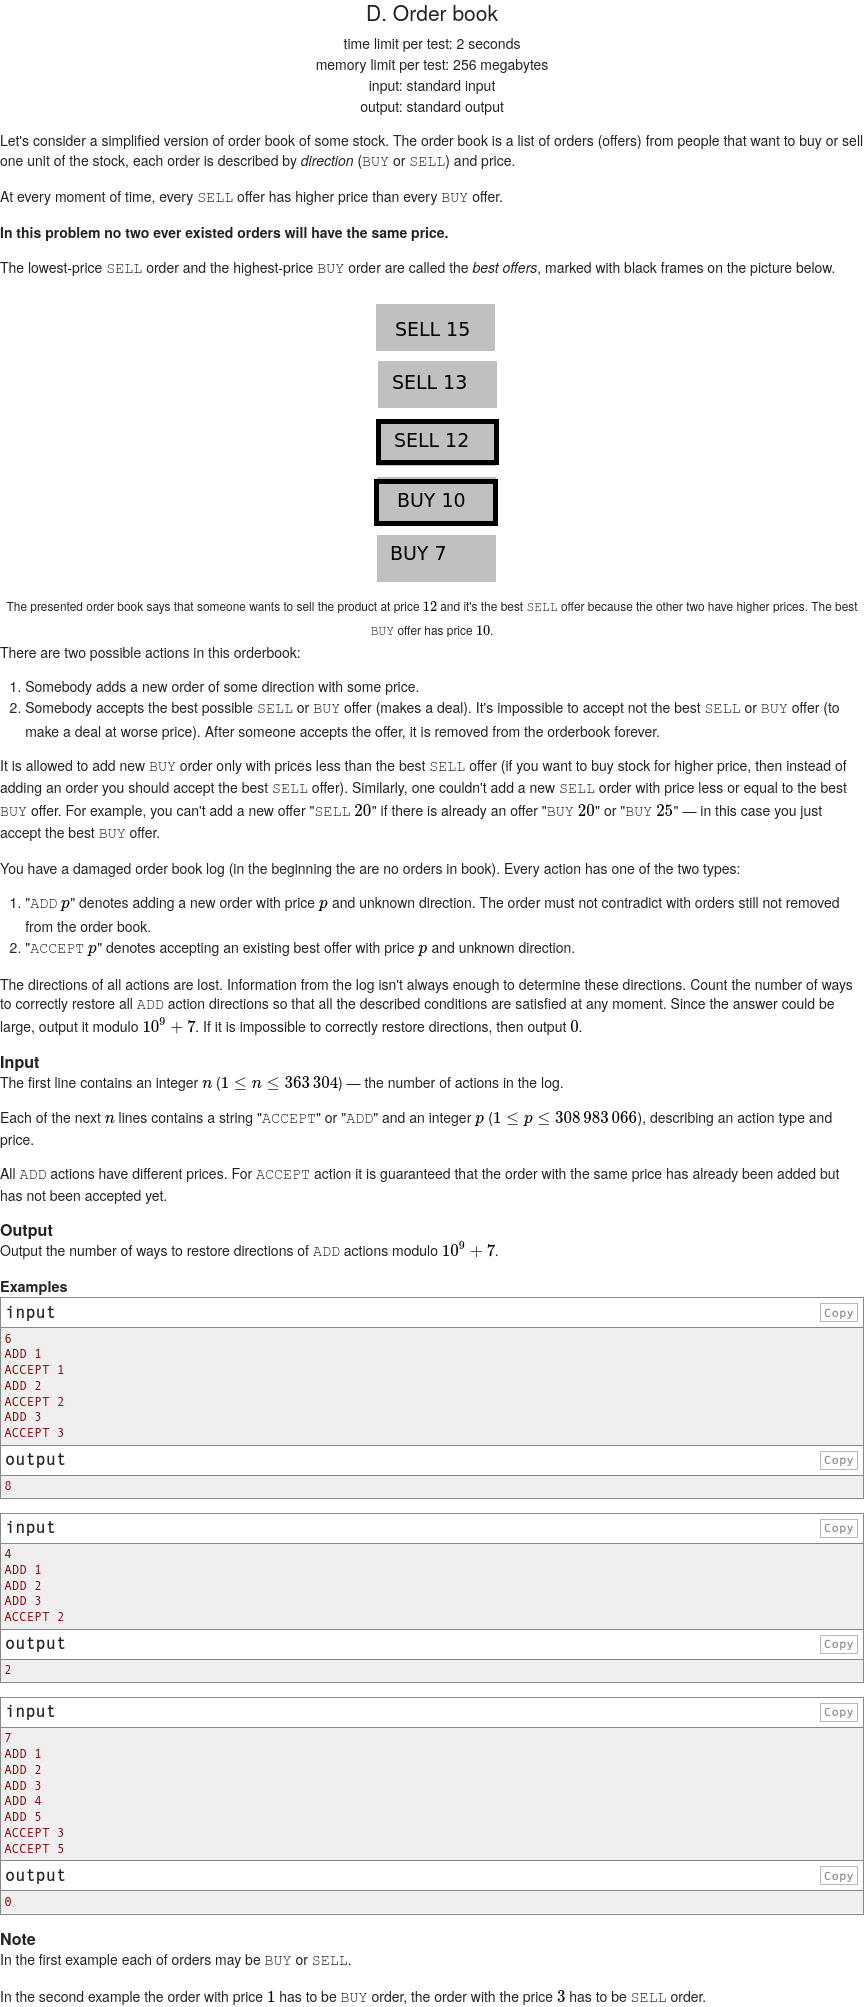 D. Order book
time limit per test: 2 seconds
memory limit per test: 256 megabytes
input: standard input
output: standard output
Let's consider a simplified version of order book of some stock. The order book is a list of orders (offers) from people that want to buy or sell
one unit of the stock, each order is described by direction (BUY or SELL) and price.
At every moment of time, every SELL offer has higher price than every BUY offer.
In this problem no two ever existed orders will have the same price.
The lowest-price SELL order and the highest-price BUY order are called the best offers, marked with black frames on the picture below.
SELL 15
SELL 13
SELL 12
BUY 10
BUY 7
The presented order book says that someone wants to sell the product at price 12 and it's the best SELL offer because the other two have higher prices. The best
BUY offer has price 10.
There are two possible actions in this orderbook:
1. Somebody adds a new order of some direction with some price.
2. Somebody accepts the best possible SELL or BUY offer (makes a deal). It's impossible to accept not the best SELL or BUY offer (to
make a deal at worse price). After someone accepts the offer, it is removed from the orderbook forever.
It is allowed to add new BUY order only with prices less than the best SELL offer (if you want to buy stock for higher price, then instead of
adding an order you should accept the best SELL offer). Similarly, one couldn't add a new SELL order with price less or equal to the best
BUY offer. For example, you can't add a new offer "SELL 20" if there is already an offer "BUY 20" or "BUY 25" — in this case you just
accept the best BUY offer.
You have a damaged order book log (in the beginning the are no orders in book). Every action has one of the two types:
1. "ADD p" denotes adding a new order with price p and unknown direction. The order must not contradict with orders still not removed
from the order book.
2. "ACCEPT p" denotes accepting an existing best offer with price p and unknown direction.
The directions of all actions are lost. Information from the log isn't always enough to determine these directions. Count the number of ways
to correctly restore all ADD action directions so that all the described conditions are satisfied at any moment. Since the answer could be
large, output it modulo 10^9 + 7. If it is impossible to correctly restore directions, then output 0.
Input
The first line contains an integer n (1 ≤ n ≤ 363 304) — the number of actions in the log.
Each of the next n lines contains a string "ACCEPT" or "ADD" and an integer p (1 ≤ p ≤ 308 983 066), describing an action type and
price.
All ADD actions have different prices. For ACCEPT action it is guaranteed that the order with the same price has already been added but
has not been accepted yet.
Output
Output the number of ways to restore directions of ADD actions modulo 10^9 + 7.
Examples
input
Copy
6
ADD 1
ACCEPT 1
ADD 2
ACCEPT 2
ADD 3
ACCEPT 3
output
Copy
8
input
Copy
4
ADD 1
ADD 2
ADD 3
ACCEPT 2
output
Copy
2
input
Copy
7
ADD 1
ADD 2
ADD 3
ADD 4
ADD 5
ACCEPT 3
ACCEPT 5
output
Copy
0
Note
In the first example each of orders may be BUY or SELL.
In the second example the order with price 1 has to be BUY order, the order with the price 3 has to be SELL order.